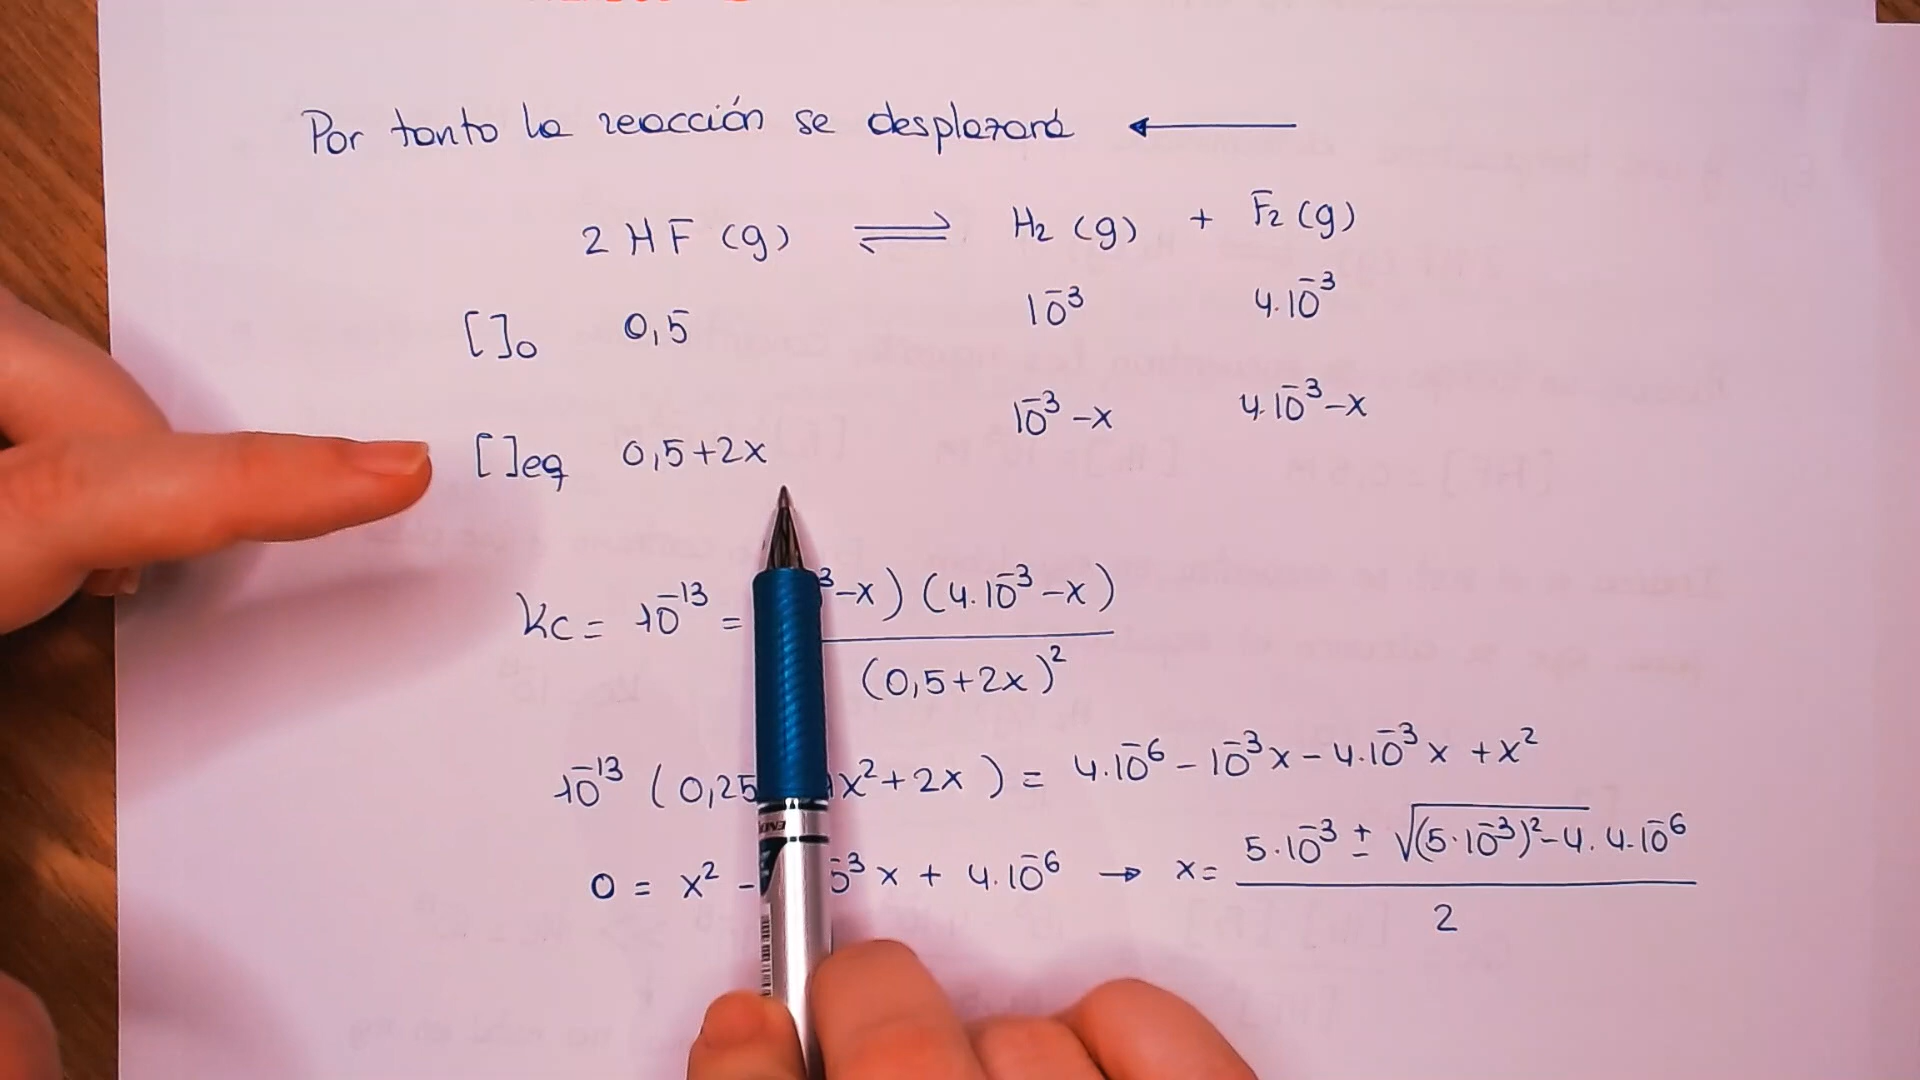 Por tanto la reacción se desplazará ←
2 HF (g) ⇌ H₂ (g) + F₂ (g)
[ ]₀ 0,5 10⁻³ 4.10⁻³
[ ]eq 0,5+2x 10⁻³-x 4.10⁻³-x
Kc = 10⁻¹³ = ³-x) (4.10⁻³-x)
(0,5+2x)²
10⁻¹³ (0,25 x²+2x) = 4.10⁻⁶ - 10⁻³x - 4.10⁻³x + x²
0 = x² - ⁻³x + 4.10⁻⁶ → x = 5.10⁻³ ± √(5.10⁻³)²-4.4.10⁻⁶
2